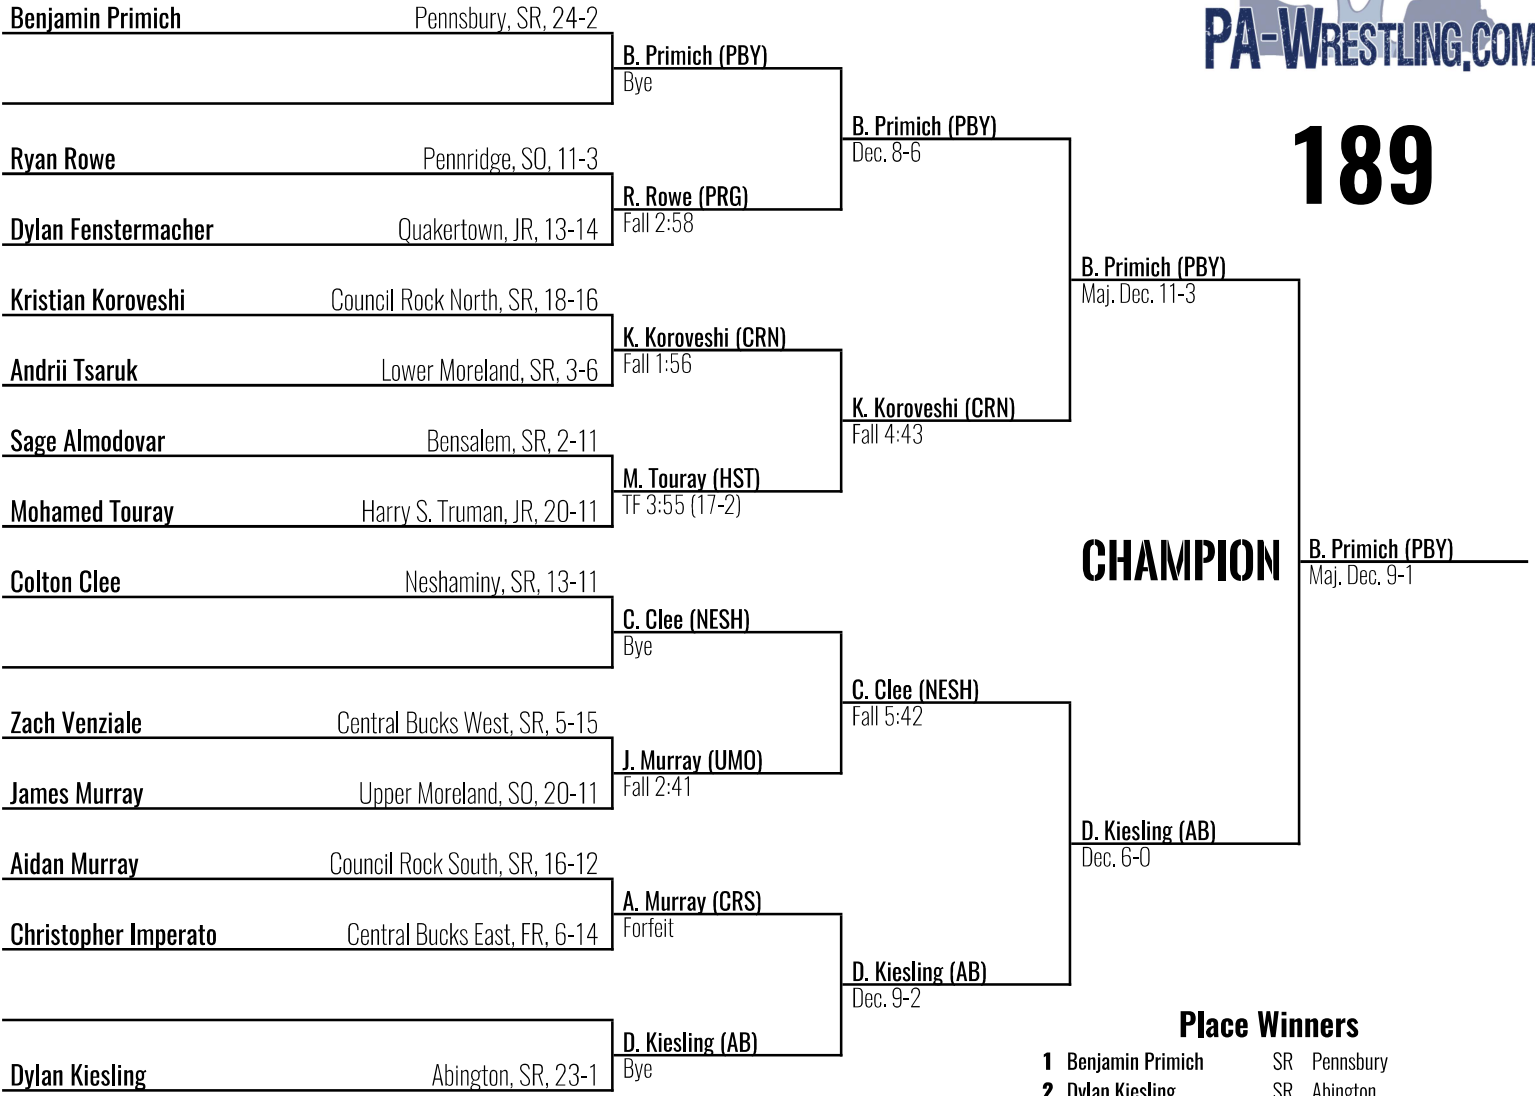 PA-WRESTLING.COM
189
Benjamin Primich Pennsbury, SR, 24-2
B. Primich (PBY)
Bye
B. Primich (PBY)
Dec. 8-6
Ryan Rowe Pennridge, SO, 11-3
R. Rowe (PRG)
Fall 2:58
Dylan Fenstermacher Quakertown, JR, 13-14
B. Primich (PBY)
Maj. Dec. 11-3
Kristian Koroveshi Council Rock North, SR, 18-16
K. Koroveshi (CRN)
Fall 1:56
Andrii Tsaruk Lower Moreland, SR, 3-6
K. Koroveshi (CRN)
Fall 4:43
Sage Almodovar Bensalem, SR, 2-11
M. Touray (HST)
TF 3:55 (17-2)
Mohamed Touray Harry S. Truman, JR, 20-11
CHAMPION
B. Primich (PBY)
Maj. Dec. 9-1
Colton Clee Neshaminy, SR, 13-11
C. Clee (NESH)
Bye
C. Clee (NESH)
Fall 5:42
Zach Venziale Central Bucks West, SR, 5-15
J. Murray (UMO)
Fall 2:41
James Murray Upper Moreland, SO, 20-11
D. Kiesling (AB)
Dec. 6-0
Aidan Murray Council Rock South, SR, 16-12
A. Murray (CRS)
Forfeit
Christopher Imperato Central Bucks East, FR, 6-14
D. Kiesling (AB)
Dec. 9-2
D. Kiesling (AB)
Bye
Dylan Kiesling Abington, SR, 23-1
Place Winners
1 Benjamin Primich SR Pennsbury
2 Dylan Kiesling SR Abington